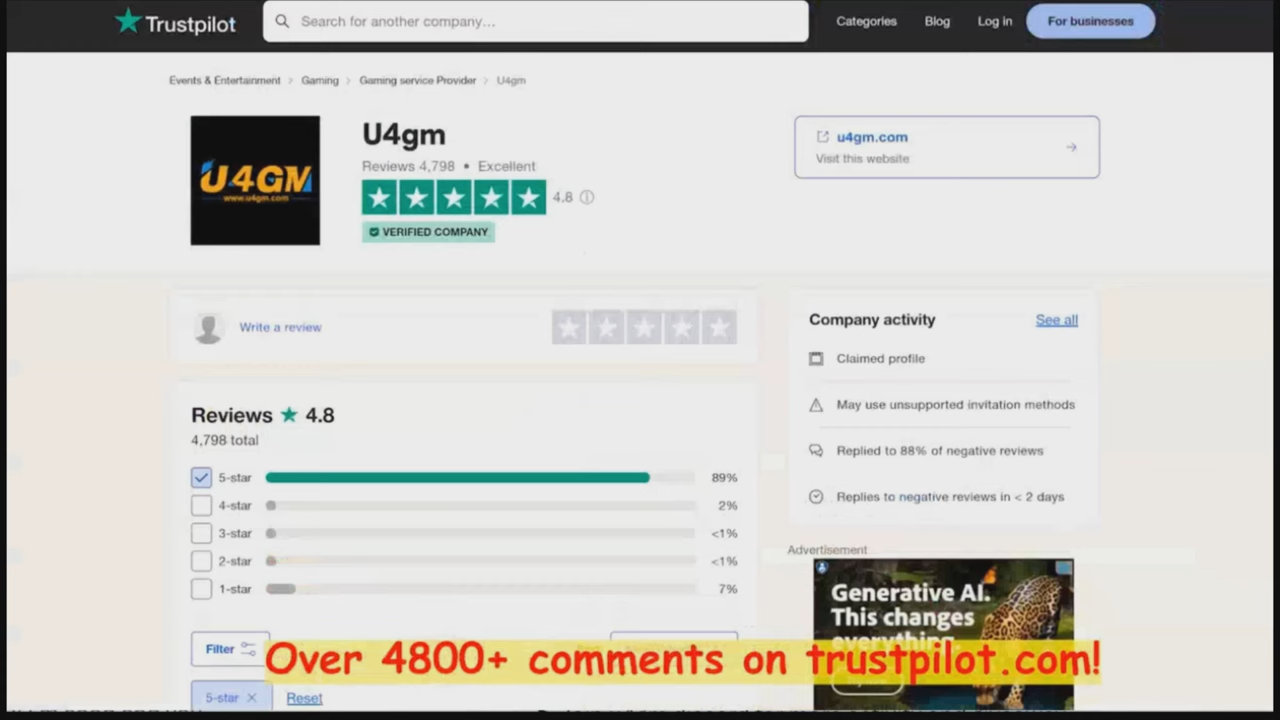 Trustpilot
Search for another company...
Categories Blog Log in For businesses
Events & Entertainment > Gaming > Gaming service Provider > U4gm
U4GM
www.u4gm.com
U4gm
Reviews 4,798 • Excellent
4.8
VERIFIED COMPANY
u4gm.com
Visit this website
Write a review
Company activity See all
Claimed profile
May use unsupported invitation methods
Replied to 88% of negative reviews
Replies to negative reviews in < 2 days
Reviews ★ 4.8
4,798 total
5-star 89%
4-star 2%
3-star <1%
2-star <1%
1-star 7%
Advertisement
Generative AI.
This changes
everything.
Filter
Over 4800+ comments on trustpilot.com!
5-star × Reset